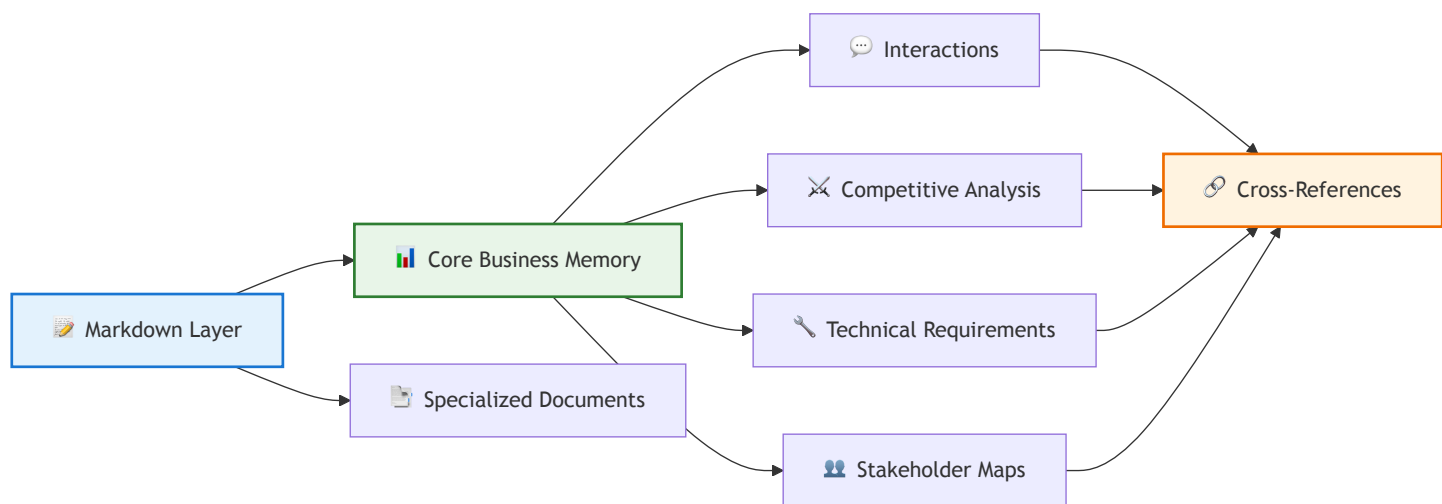 💬 Interactions
⚔ Competitive Analysis
🔗 Cross-References
📊 Core Business Memory
📝 Markdown Layer
🔧 Technical Requirements
📑 Specialized Documents
👥 Stakeholder Maps